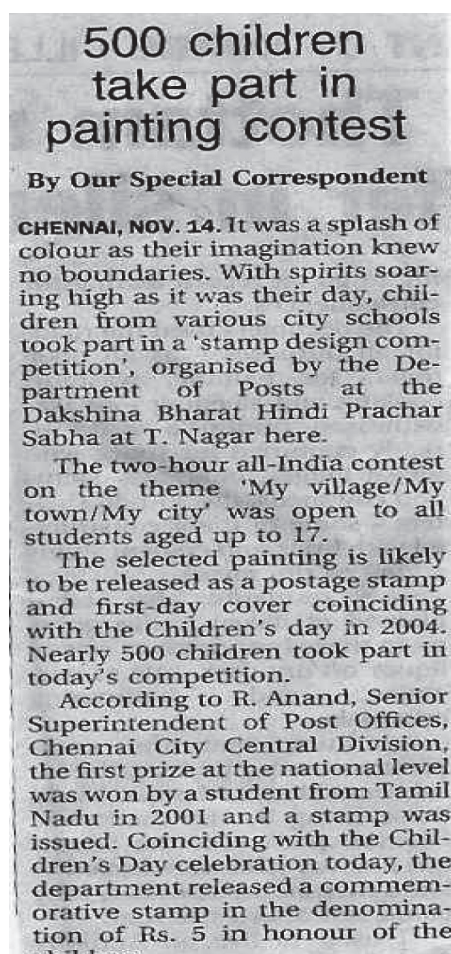 500 children
take part in
painting contest
By Our Special Correspondent
CHENNAI, NOV. 14. It was a splash of
colour as their imagination knew
no boundaries. With spirits soar-
ing high as it was their day, chil-
dren from various city schools
took part in a 'stamp design com-
petition', organised by the De-
partment of Posts at the
Dakshina Bharat Hindi Prachar
Sabha at T. Nagar here.
The two-hour all-India contest
on the theme 'My village/My
town/My city' was open to all
students aged up to 17.
The selected painting is likely
to be released as a postage stamp
and first-day cover coinciding
with the Children's day in 2004.
Nearly 500 children took part in
today's competition.
According to R. Anand, Senior
Superintendent of Post Offices,
Chennai City Central Division,
the first prize at the national level
was won by a student from Tamil
Nadu in 2001 and a stamp was
issued. Coinciding with the Chil-
dren's Day celebration today, the
department released a commem-
orative stamp in the denomina-
tion of Rs. 5 in honour of the